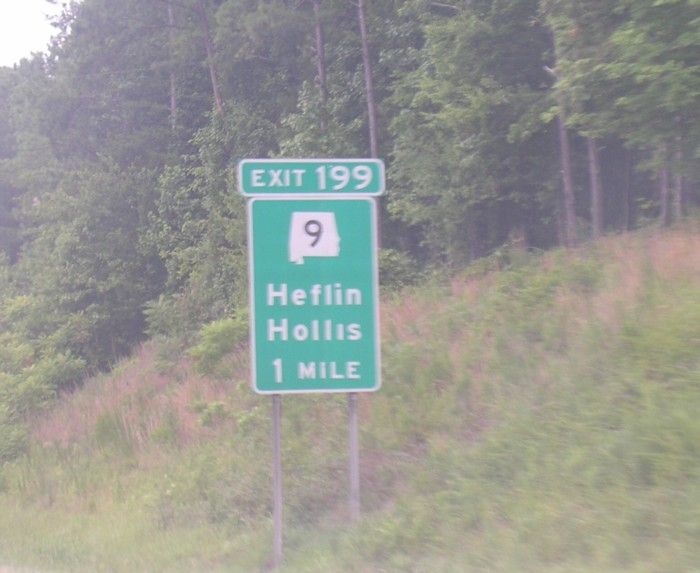 EXIT 199
9
Heflin
Hollis
1 MILE